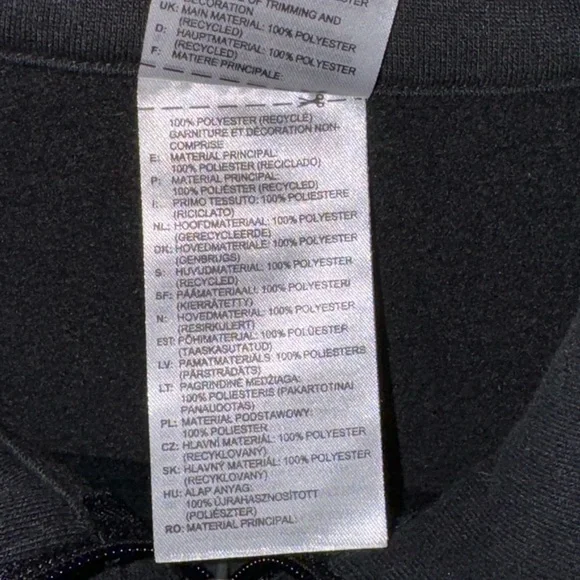 OF TRIMMING AND
DECORATION
UK: MAIN MATERIAL: 100% POLYESTER
(RECYCLED)
D: HAUPTMATERIAL: 100% POLYESTER
(RECYCLED)
F: MATIERE PRINCIPALE:
100% POLYESTER (RECYCLÉ)
GARNITURE ET DÉCORATION NON-
COMPRISE
E: MATERIAL PRINCIPAL:
100% POLIESTER (RECICLADO)
P: MATERIAL PRINCIPAL:
100% POLIÉSTER (RECYCLED)
I: PRIMO TESSUTO: 100% POLIESTERE
(RICICLATO)
NL: HOOFDMATERIAAL: 100% POLYESTER
(GERECYCLEERDE)
DK: HOVEDMATERIALE: 100% POLYESTER
(GENBRUGS)
S: HUVUDMATERIAL: 100% POLYESTER
(RECYCLED)
SF: PÄÄMATERIAALI: 100% POLYESTERI
(KIERRÄTETTY)
N: HOVEDMATERIAL: 100% POLYESTER
(RESIRKULERT)
EST: PÕHIMATERJAL: 100% POLÜESTER
(TAASKASUTATUD)
LV: PAMATMATERIĀLS: 100% POLIESTERS
(PĀRSTRĀDĀTS)
LT: PAGRINDINĖ MEDŽIAGA:
100% POLIESTERIS (PAKARTOTINAI
PANAUDOTAS)
PL: MATERIAŁ PODSTAWOWY:
100% POLIESTER
CZ: HLAVNÍ MATERIÁL: 100% POLYESTER
(RECYKLOVANÝ)
SK: HLAVNÝ MATERIÁL: 100% POLYESTER
(RECYKLOVANÝ)
HU: ALAP ANYAG:
100% ÚJRAHASZNOSÍTOTT
(POLIÉSZTER)
RO: MATERIAL PRINCIPAL: